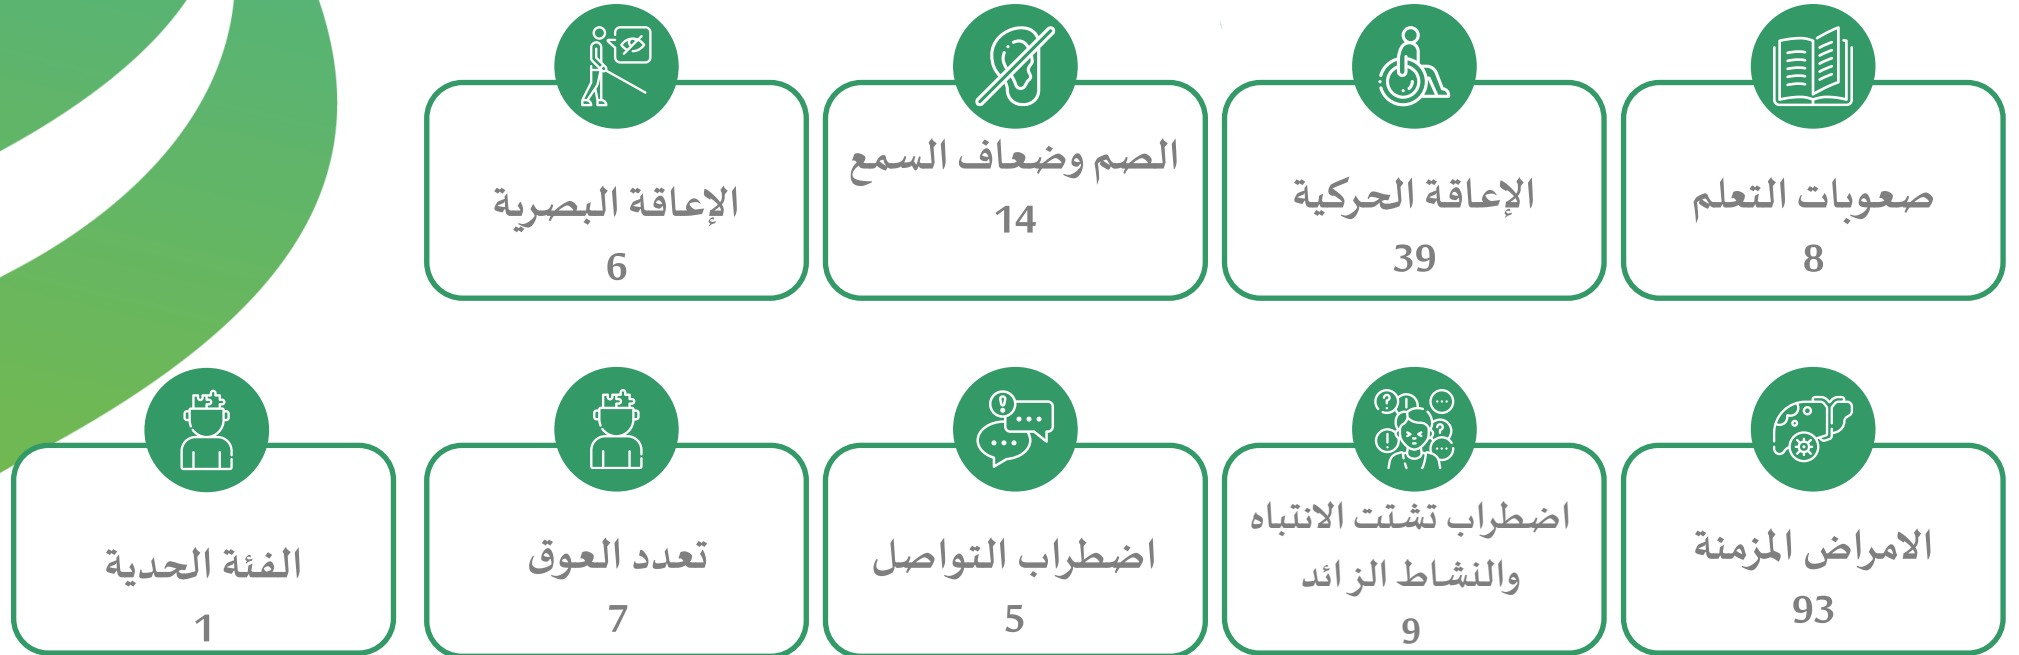 صعوبات التعلم
8
الإعاقة الحركية
39
الصم وضعاف السمع
14
الإعاقة البصرية
6
الامراض المزمنة
93
اضطراب تشتت الانتباه
والنشاط الزائد
9
اضطراب التواصل
5
تعدد العوق
7
الفئة الحدية
1